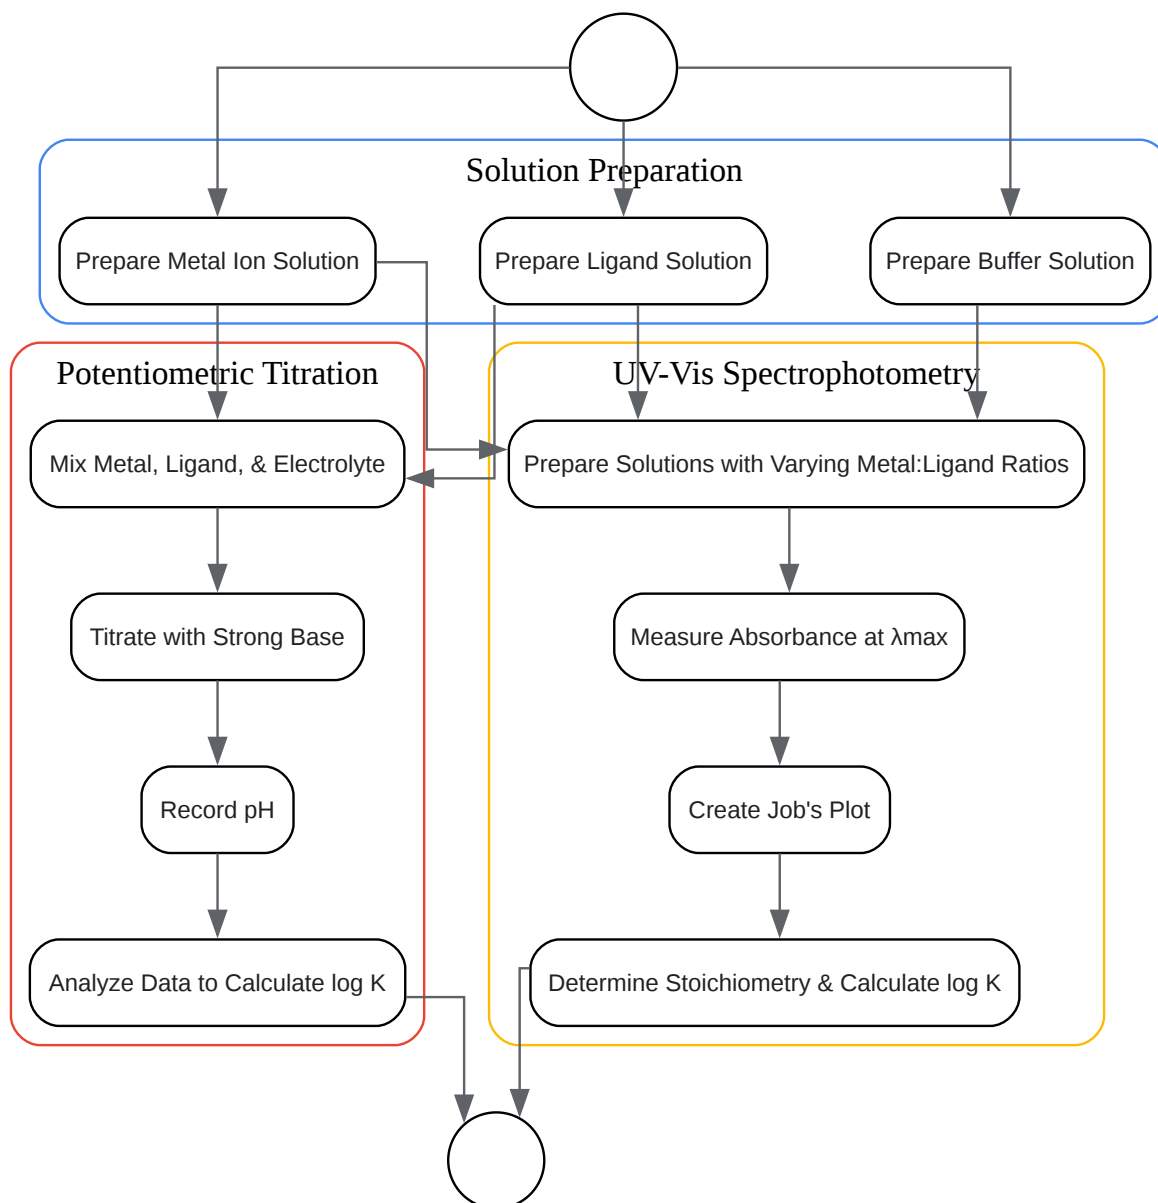 Solution Preparation
Prepare Metal Ion Solution
Prepare Ligand Solution
Prepare Buffer Solution
Potentiometric Titration
UV-Vis Spectrophotometry
Mix Metal, Ligand, & Electrolyte
Prepare Solutions with Varying Metal:Ligand Ratios
Titrate with Strong Base
Measure Absorbance at λmax
Record pH
Create Job's Plot
Analyze Data to Calculate log K
Determine Stoichiometry & Calculate log K